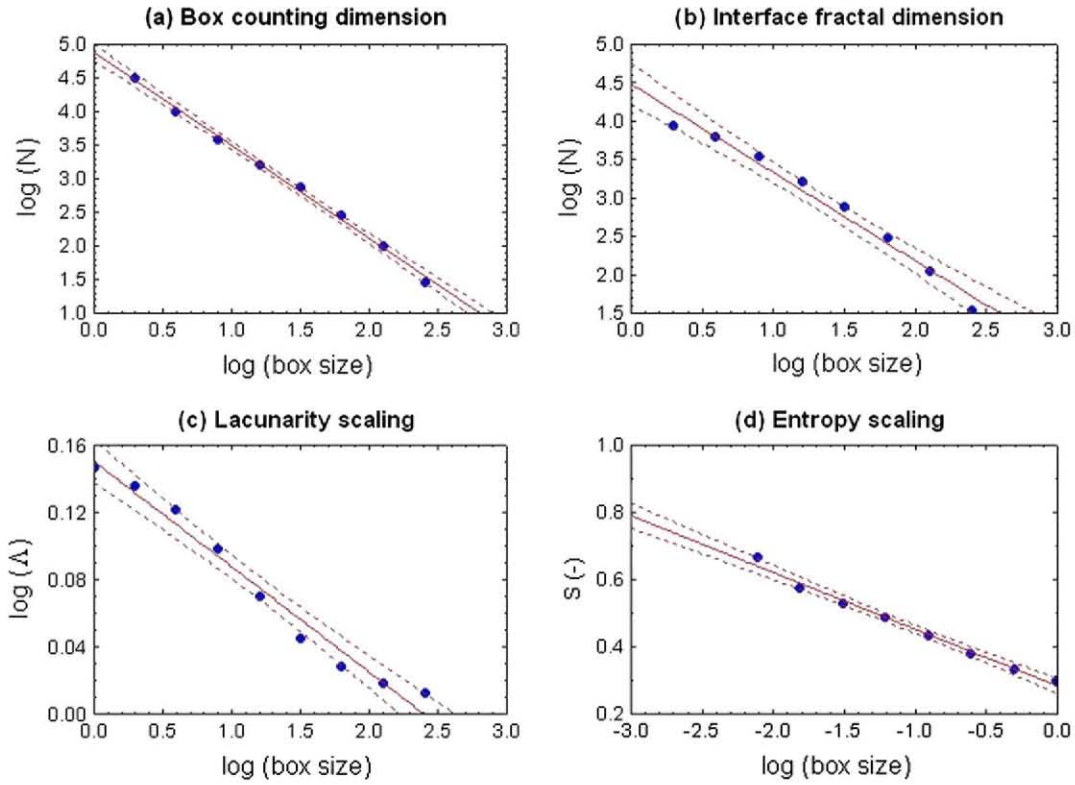 (a) Box counting dimension
5.0
4.5
4.0
3.5
3.0
2.5
2.0
1.5
1.0
log (N)
0.0 0.5 1.0 1.5 2.0 2.5 3.0
log (box size)
(b) Interface fractal dimension
5.0
4.5
4.0
3.5
3.0
2.5
2.0
1.5
log (N)
0.0 0.5 1.0 1.5 2.0 2.5 3.0
log (box size)
(c) Lacunarity scaling
0.16
0.12
0.08
0.04
0.00
log (Λ)
0.0 0.5 1.0 1.5 2.0 2.5 3.0
log (box size)
(d) Entropy scaling
1.0
0.8
0.6
0.4
0.2
S (-)
-3.0 -2.5 -2.0 -1.5 -1.0 -0.5 0.0
log (box size)